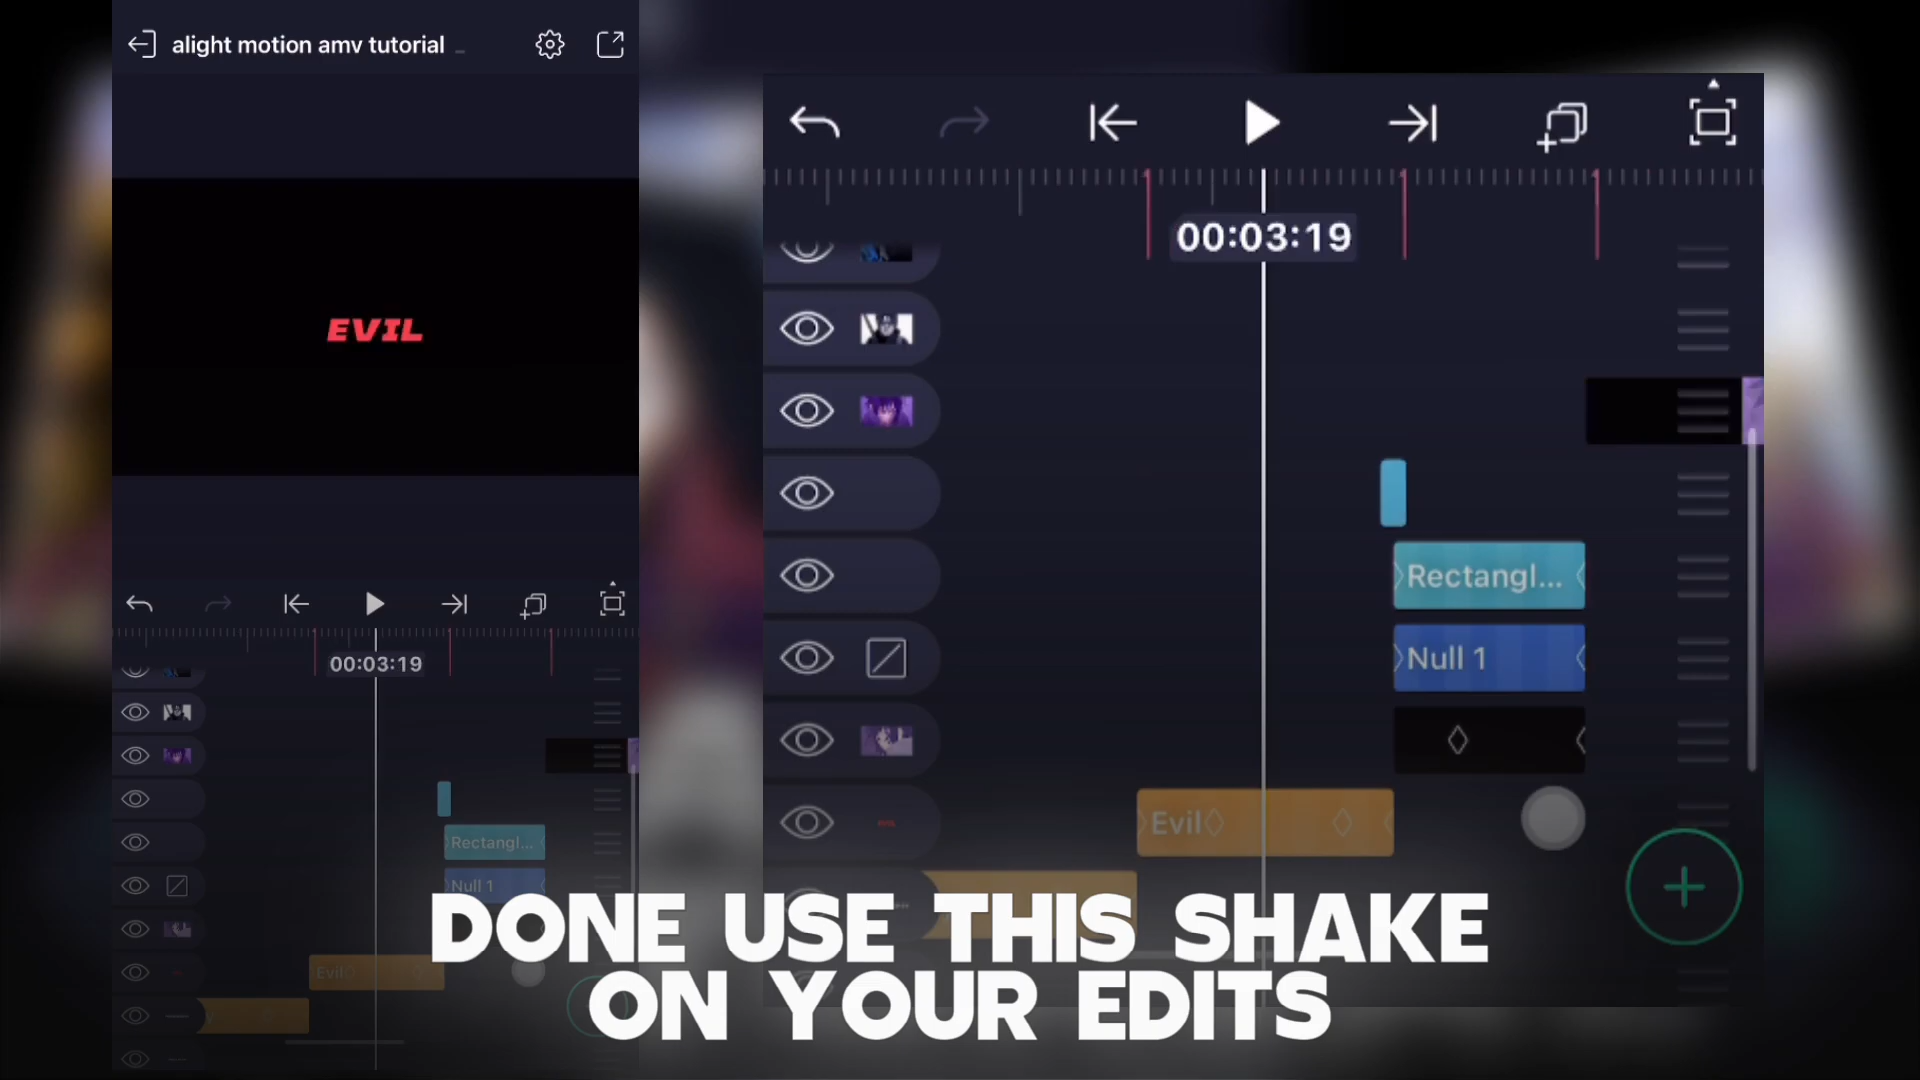 alight motion amv tutorial
EVIL
00:03:19
Rectangl...
Null 1
Evil
00:03:19
Rectangl...
Null 1
Evil
DONE USE THIS SHAKE
ON YOUR EDITS